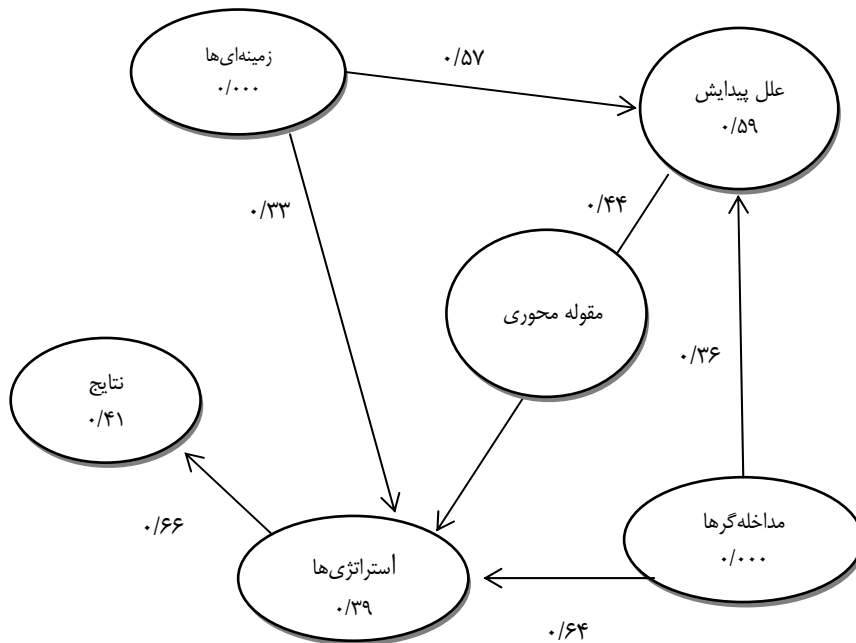 زمینه‌ای‌ها
۰/۰۰۰
۰/۵۷
علل پیدایش
۰/۵۹
۰/۳۳
۰/۴۴
مقوله محوری
۰/۳۶
نتایج
۰/۴۱
۰/۶۶
استراتژی‌ها
۰/۳۹
مداخله‌گرها
۰/۰۰۰
۰/۶۴